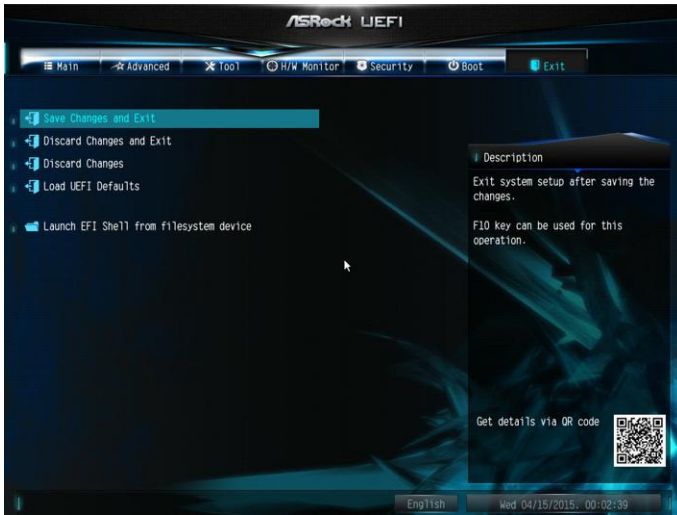 ASRock UEFI
Main Advanced Tool H/W Monitor Security Boot Exit
Save Changes and Exit
Discard Changes and Exit
Discard Changes
Load UEFI Defaults
Launch EFI Shell from filesystem device
Description
Exit system setup after saving the
changes.
F10 key can be used for this
operation.
Get details via QR code
English Wed 04/15/2015. 00:02:39